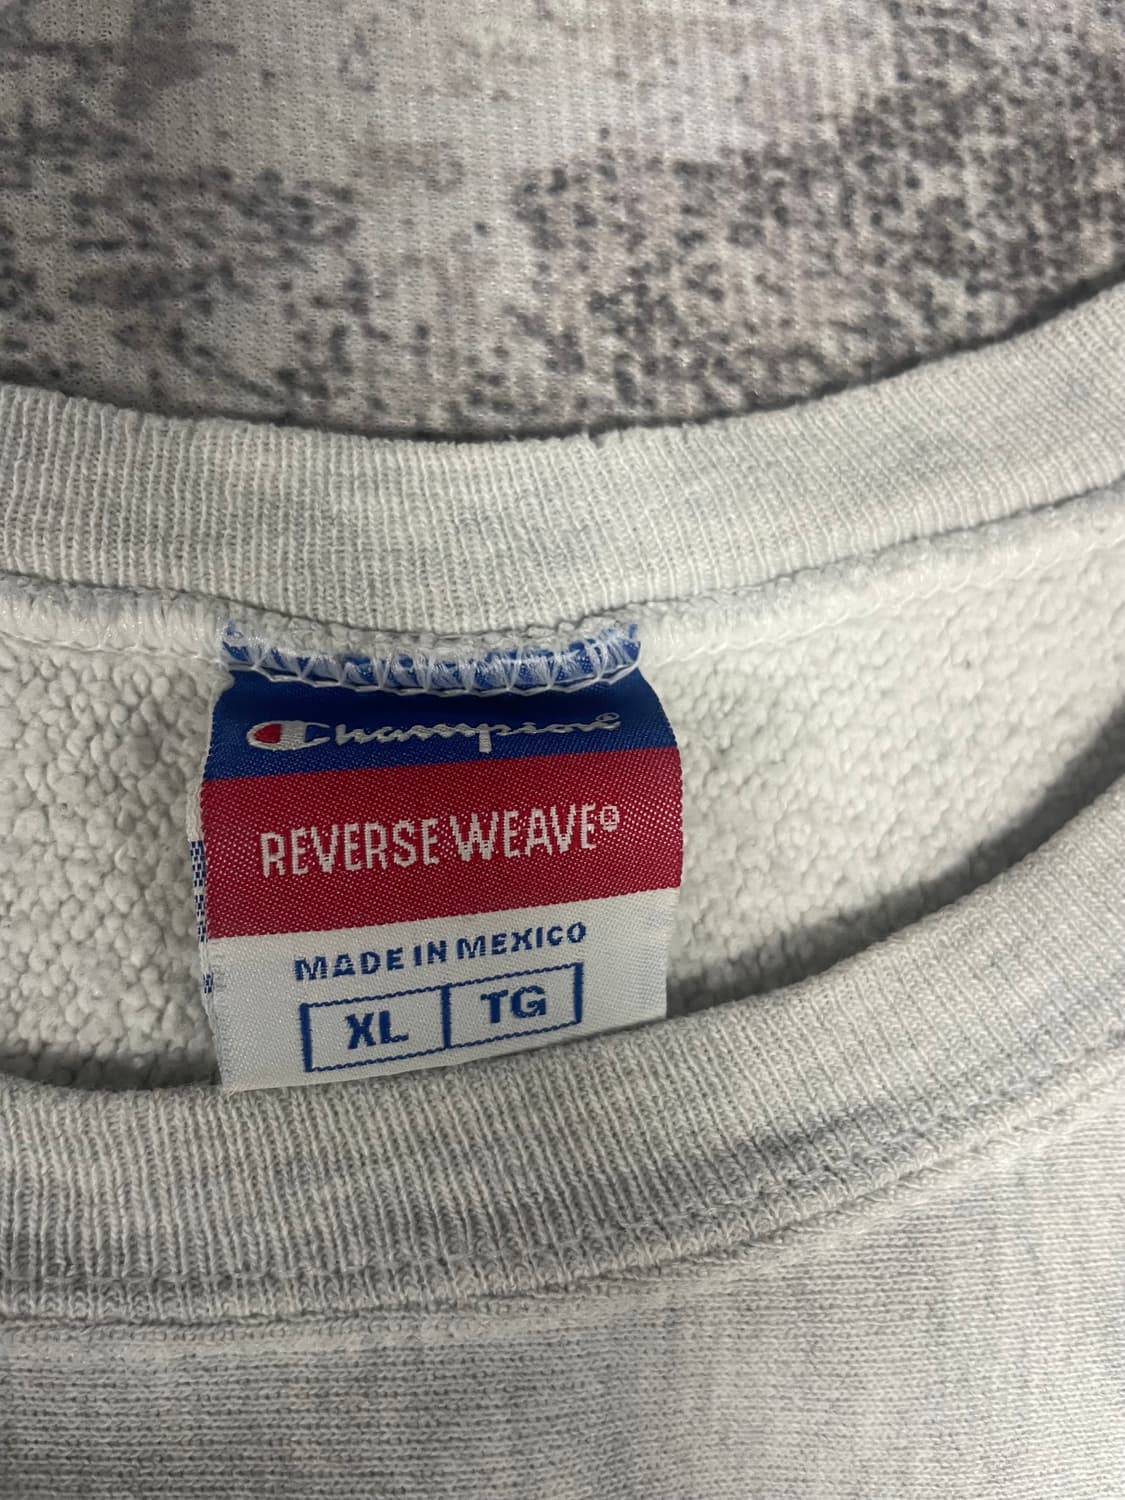 Champion®
REVERSE WEAVE®
MADE IN MEXICO
XL TG